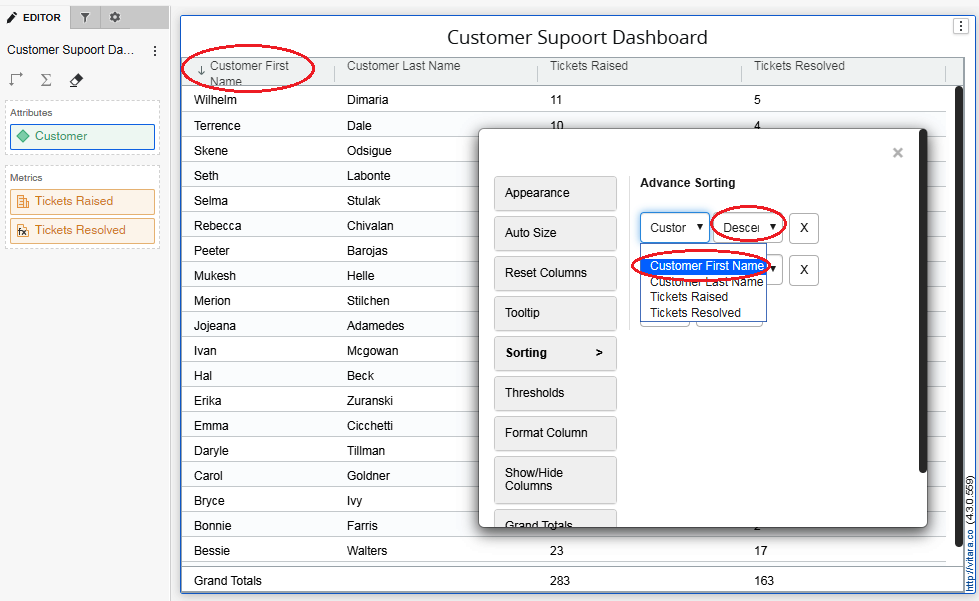 EDITOR
Customer Supoort Da...
Attributes
Customer
Metrics
Tickets Raised
fx Tickets Resolved
Customer Supoort Dashboard
↓ Customer First Name Customer Last Name Tickets Raised Tickets Resolved
Wilhelm Dimaria 11 5
Terrence Dale 10 4
Skene Odsigue
Seth Labonte
Selma Stulak
Rebecca Chivalan
Peeter Barojas
Mukesh Helle
Merion Stilchen
Jojeana Adamedes
Ivan Mcgowan
Hal Beck
Erika Zuranski
Emma Cicchetti
Daryle Tillman
Carol Goldner
Bryce Ivy
Bonnie Farris
Bessie Walters 23 17
Grand Totals 283 163
×
Appearance
Auto Size
Reset Columns
Tooltip
Sorting >
Thresholds
Format Column
Show/Hide
Columns
Grand Totals
Advance Sorting
Custor ▼ Descer ▼ X
Customer First Name
Customer Last Name
Tickets Raised
Tickets Resolved
▼ X
http://vitara.co (4.3.0.559)